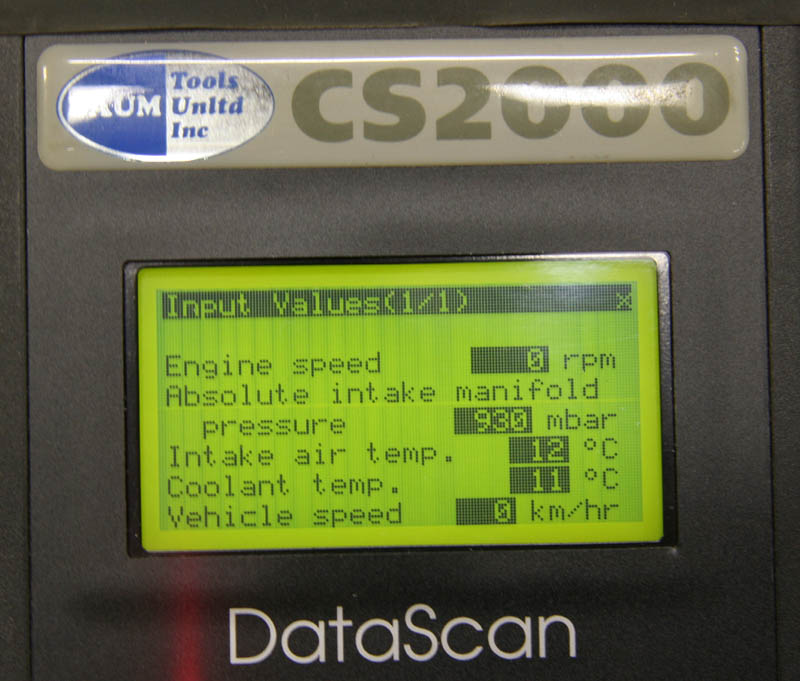 BAUM
Tools
Unltd
Inc
CS2000
Input Values(1/1) x
Engine speed 0 rpm
Absolute intake manifold
pressure 930 mbar
Intake air temp. 12 °C
Coolant temp. 11 °C
Vehicle speed 0 km/hr
DataScan